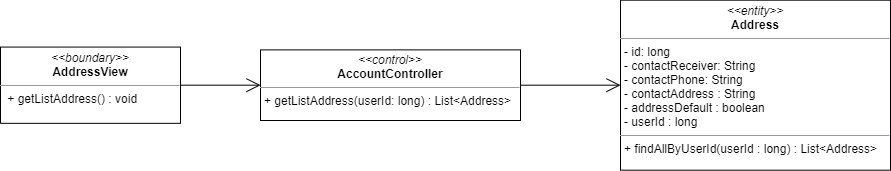 <<boundary>>
AddressView
+ getListAddress() : void
<<control>>
AccountController
+ getListAddress(userId: long) : List<Address>
<<entity>>
Address
- id: long
- contactReceiver: String
- contactPhone: String
- contactAddress : String
- addressDefault : boolean
- userId : long
+ findAllByUserId(userId : long) : List<Address>